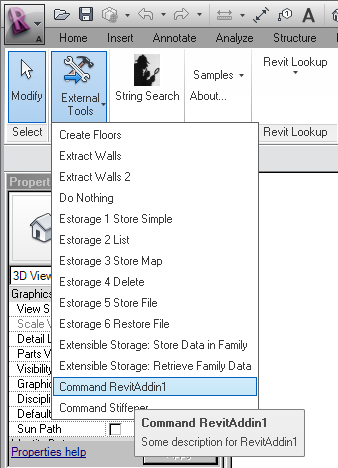 Home Insert Annotate Analyze Structure
Modify
External
Tools
String Search
Samples
About...
Revit Lookup
Select
Revit Lookup
Create Floors
Extract Walls
Extract Walls 2
Do Nothing
Estorage 1 Store Simple
Estorage 2 List
Estorage 3 Store Map
Estorage 4 Delete
Estorage 5 Store File
Estorage 6 Restore File
Extensible Storage: Store Data in Family
Extensible Storage: Retrieve Family Data
Command RevitAddin1
Command Stiffener
Command RevitAddin1
Some description for RevitAddin1
Proper
3D View
Graphics
View S
Scale V
Detail L
Parts V
Visibility
Graphic
Discipli
Default
Sun Path
Properties help